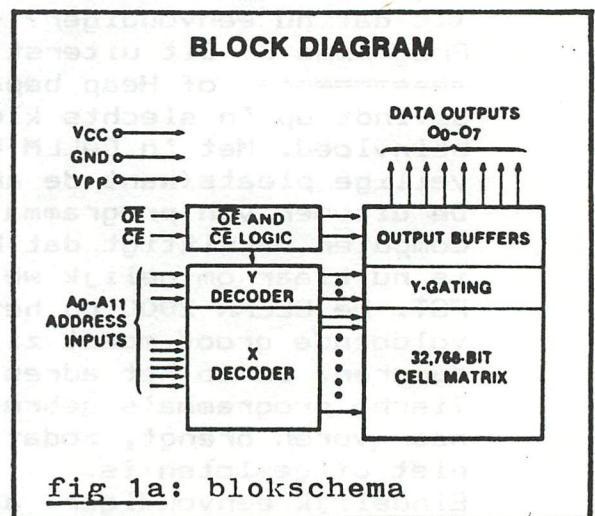 BLOCK DIAGRAM
DATA OUTPUTS
O0-O7
VCC
GND
VPP
OE
CE
OE AND
CE LOGIC
OUTPUT BUFFERS
Y
DECODER
Y-GATING
A0-A11
ADDRESS
INPUTS
X
DECODER
32,768-BIT
CELL MATRIX
fig 1a: blokschema